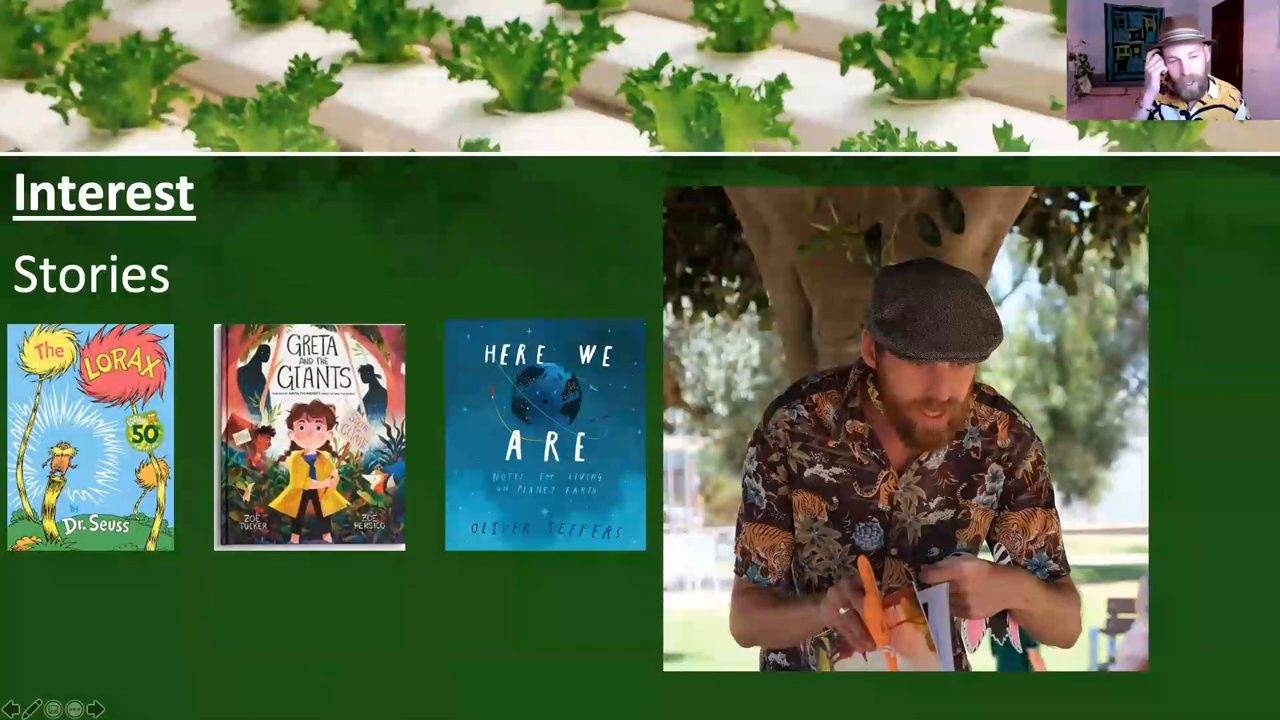 Interest
Stories
The
LORAX
50
BY
Dr. Seuss
GRETA
AND THE
GIANTS
ZOË
TUCKER
ZOE
PERSICO
HERE WE
ARE
NOTES FOR LIVING
ON PLANET EARTH
OLIVER JEFFERS